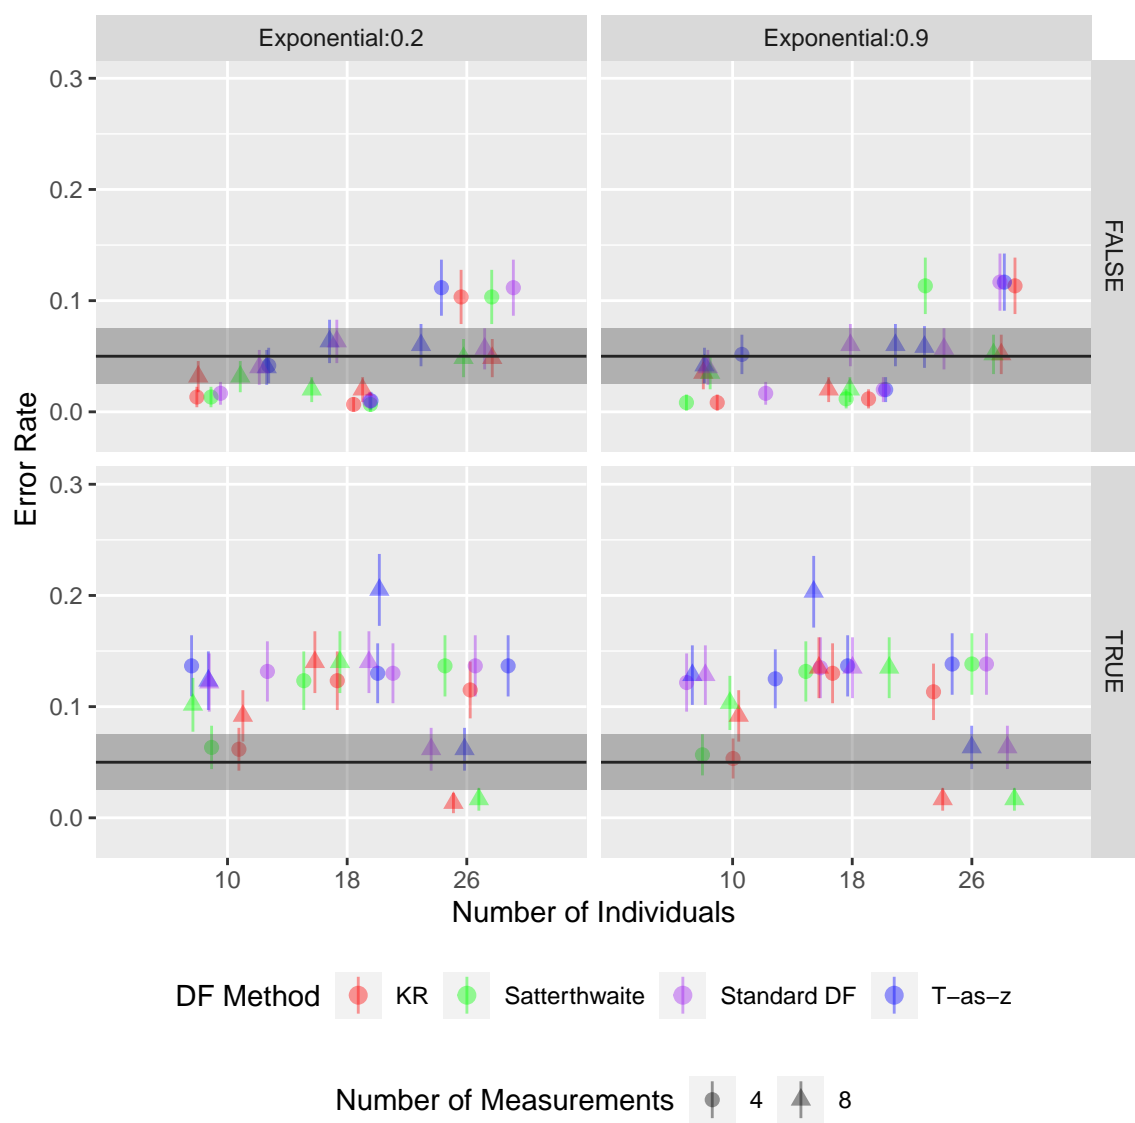 Exponential:0.2 Exponential:0.9
0.3
0.2
0.1
0.0
FALSE
Error Rate
0.3
0.2
0.1
0.0
TRUE
10 18 26 10 18 26
Number of Individuals
DF Method KR Satterthwaite Standard DF T−as−z
Number of Measurements 4 8